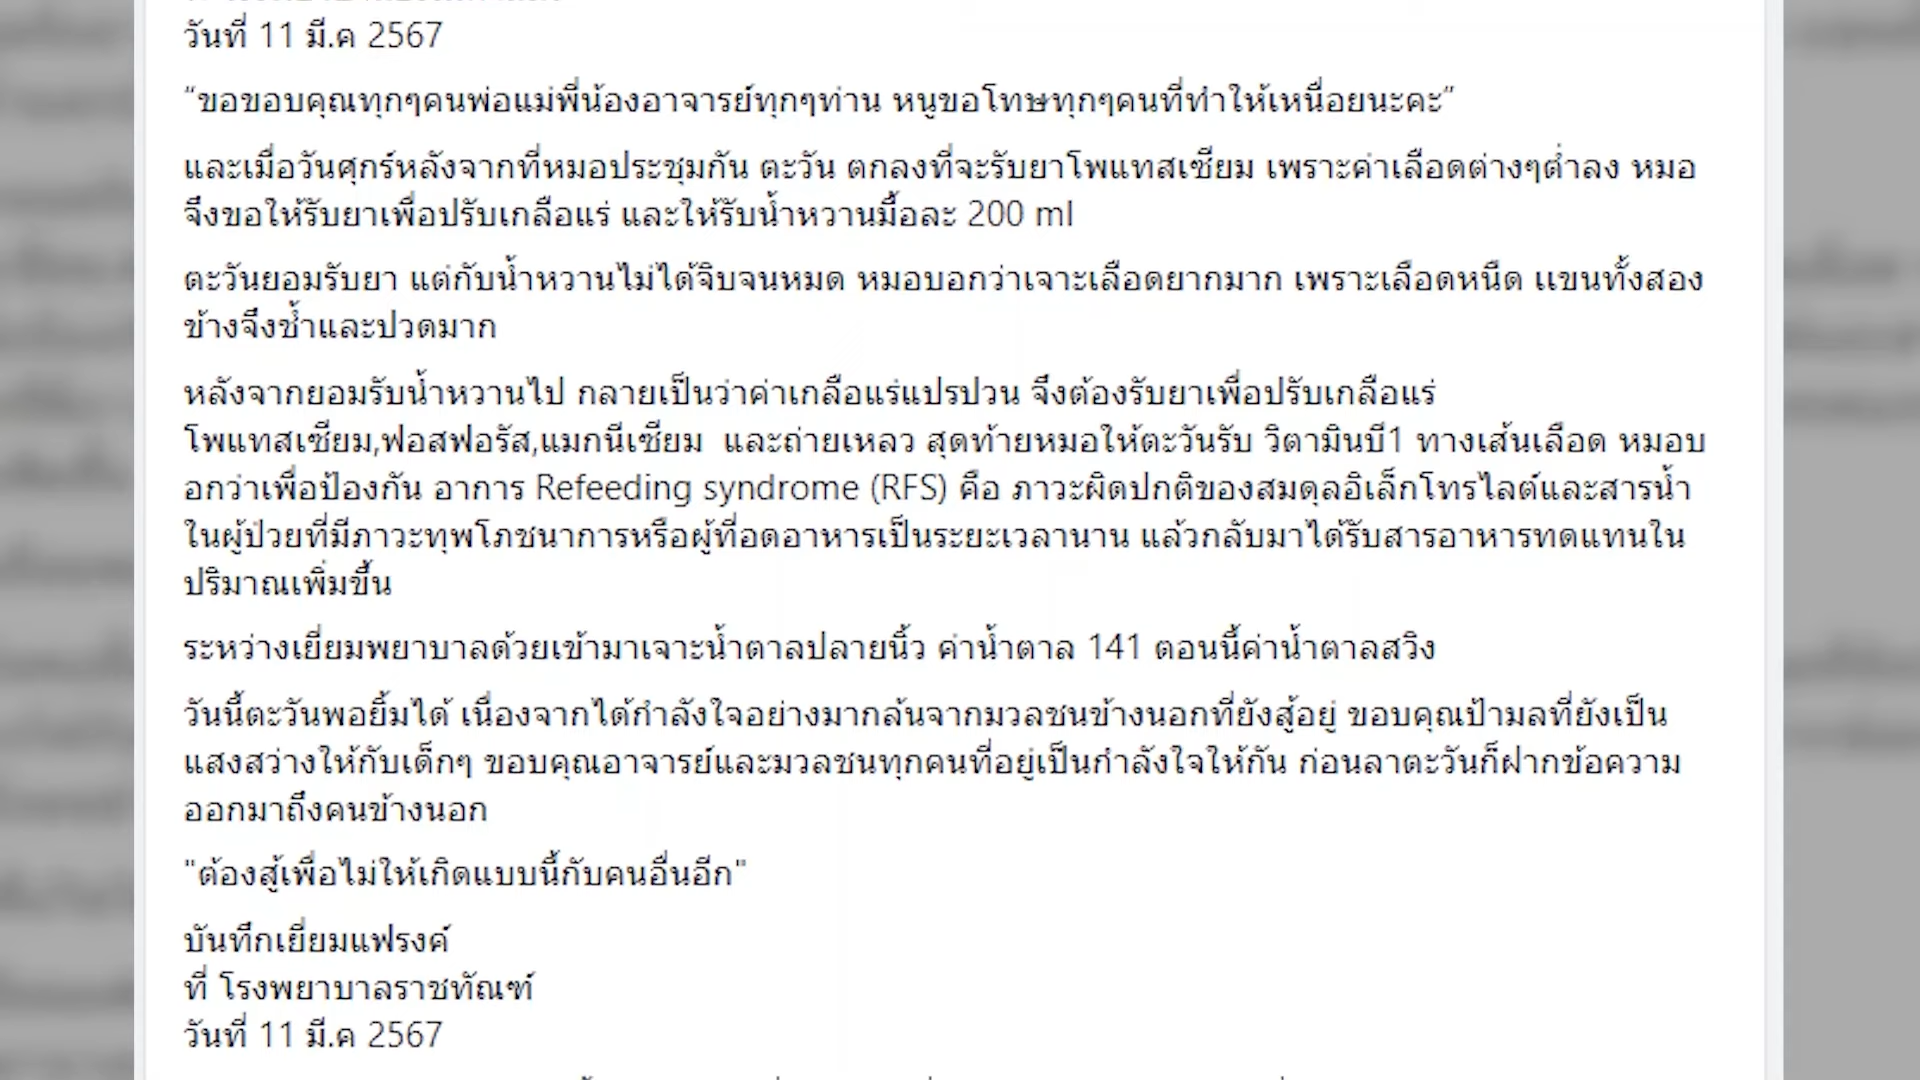 วันที่ 11 มี.ค 2567
“ขอขอบคุณทุกๆคนพ่อแม่พี่น้องอาจารย์ทุกๆท่าน หนูขอโทษทุกๆคนที่ทำให้เหนื่อยนะคะ”
และเมื่อวันศุกร์หลังจากที่หมอประชุมกัน ตะวัน ตกลงที่จะรับยาโพแทสเซียม เพราะค่าเลือดต่างๆต่ำลง หมอ
จึงขอให้รับยาเพื่อปรับเกลือแร่ และให้รับน้ำหวานมื้อละ 200 ml
ตะวันยอมรับยา แต่กับน้ำหวานไม่ได้จิบจนหมด หมอบอกว่าเจาะเลือดยากมาก เพราะเลือดหนืด แขนทั้งสอง
ข้างจึงช้ำและปวดมาก
หลังจากยอมรับน้ำหวานไป กลายเป็นว่าค่าเกลือแร่แปรปวน จึงต้องรับยาเพื่อปรับเกลือแร่
โพแทสเซียม,ฟอสฟอรัส,แมกนีเซียม  และถ่ายเหลว สุดท้ายหมอให้ตะวันรับ วิตามินบี1 ทางเส้นเลือด หมอบ
อกว่าเพื่อป้องกัน อาการ Refeeding syndrome (RFS) คือ ภาวะผิดปกติของสมดุลอิเล็กโทรไลต์และสารน้ำ
ในผู้ป่วยที่มีภาวะทุพโภชนาการหรือผู้ที่อดอาหารเป็นระยะเวลานาน แล้วกลับมาได้รับสารอาหารทดแทนใน
ปริมาณเพิ่มขึ้น
ระหว่างเยี่ยมพยาบาลด้วยเข้ามาเจาะน้ำตาลปลายนิ้ว ค่าน้ำตาล 141 ตอนนี้ค่าน้ำตาลสวิง
วันนี้ตะวันพอยิ้มได้ เนื่องจากได้กำลังใจอย่างมากล้นจากมวลชนข้างนอกที่ยังสู้อยู่ ขอบคุณป้ามลที่ยังเป็น
แสงสว่างให้กับเด็กๆ ขอบคุณอาจารย์และมวลชนทุกคนที่อยู่เป็นกำลังใจให้กัน ก่อนลาตะวันก็ฝากข้อความ
ออกมาถึงคนข้างนอก
"ต้องสู้เพื่อไม่ให้เกิดแบบนี้กับคนอื่นอีก"
บันทึกเยี่ยมแฟรงค์
ที่ โรงพยาบาลราชทัณฑ์
วันที่ 11 มี.ค 2567